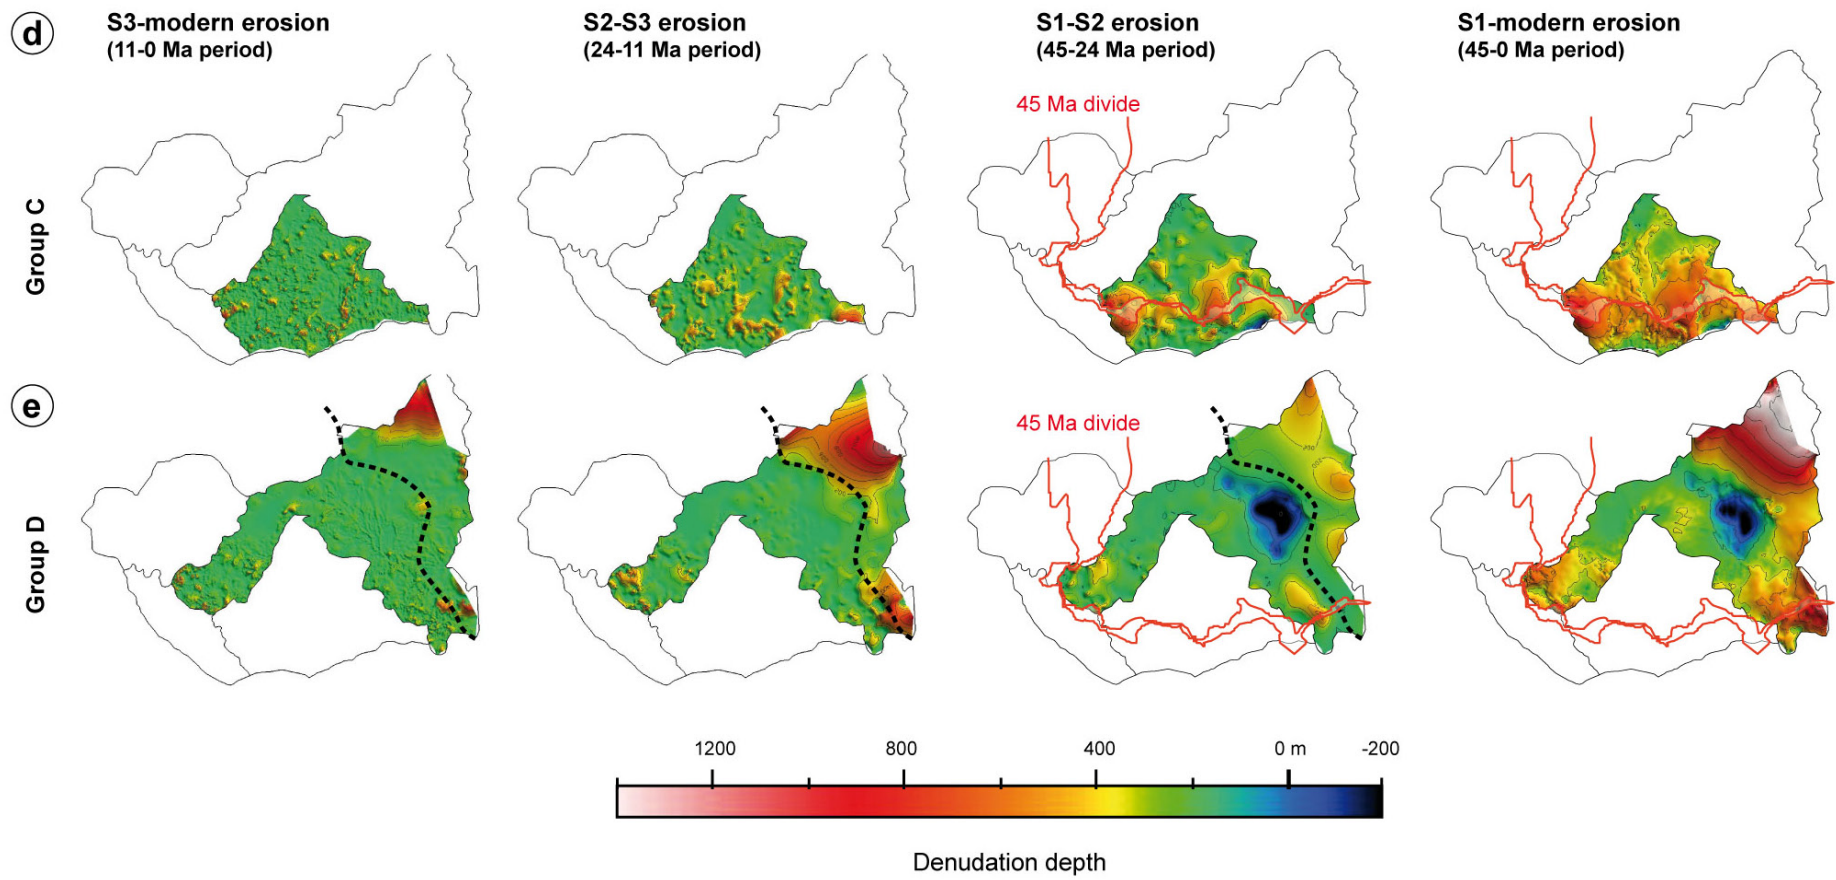 d
S3-modern erosion
(11-0 Ma period)
S2-S3 erosion
(24-11 Ma period)
S1-S2 erosion
(45-24 Ma period)
S1-modern erosion
(45-0 Ma period)
45 Ma divide
Group C
e
45 Ma divide
Group D
1200 800 400 0 m -200
Denudation depth